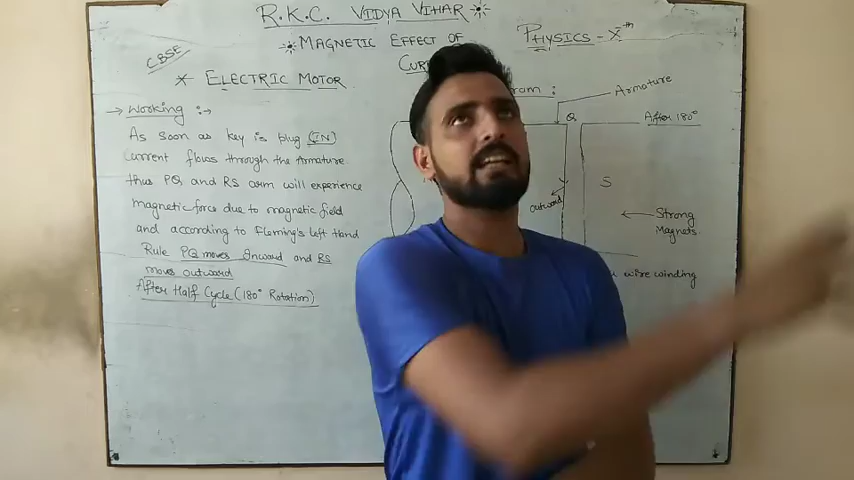 R.K.C. VIDYA VIHAR
MAGNETIC EFFECT OF
PHYSICS - Xth
CBSE
ELECTRIC MOTOR
Working :→
As soon as key is plug (IN)
Current flows through the Armature
thus PQ and RS arm will experience
magnetic force due to magnetic field
and according to Fleming's left Hand
Rule PQ moves Inward and RS
moves outward
After Half Cycle (180° Rotation)
Armature
Q
After 180°
S
outward
Strong
Magnets.
wire winding